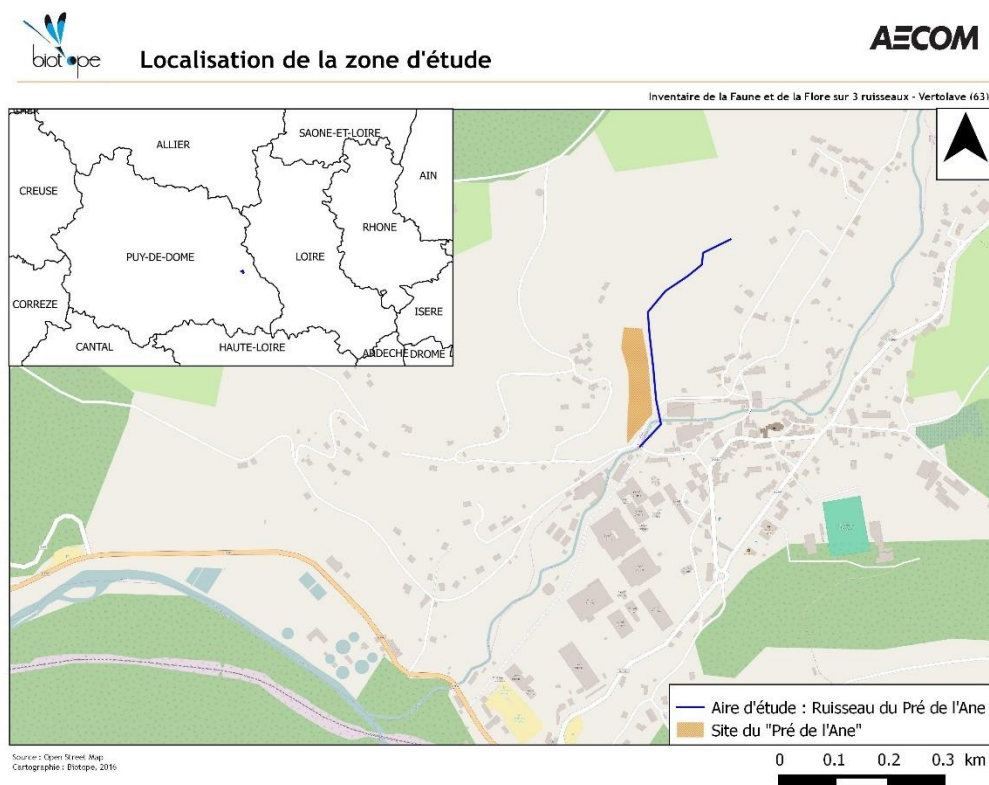 biotope
Localisation de la zone d'étude
AECOM
Inventaire de la Faune et de la Flore sur 3 ruisseaux - Vertolave (63)
ALLIER
SAONE-ET-LOIRE
CREUSE
AIN
RHONE
PUY-DE-DOME
LOIRE
CORREZE
ISERE
CANTAL
HAUTE-LOIRE
ARDECHE
DROME
Aire d'étude : Ruisseau du Pré de l'Ane
Site du "Pré de l'Ane"
Source : Open Street Map
Cartographie : Biotope, 2016
0 0.1 0.2 0.3 km